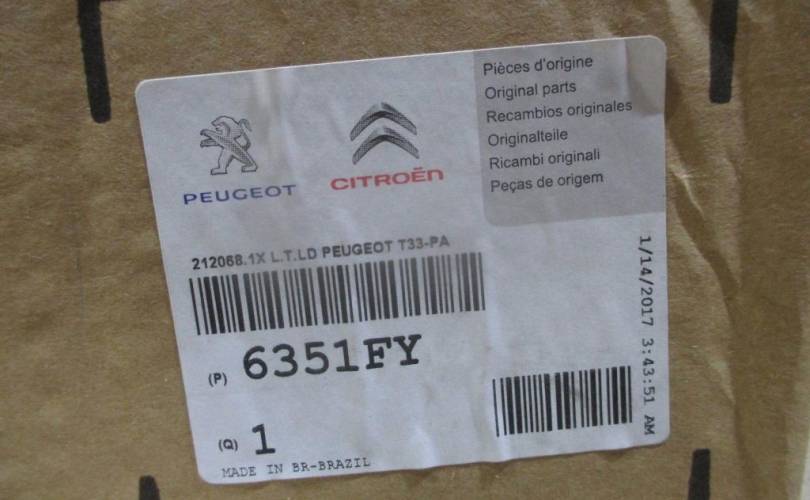 PEUGEOT
CITROËN
Pièces d'origine
Original parts
Recambios originales
Originalteile
Ricambi originali
Peças de origem
212068.1X L.T.LD PEUGEOT T33-PA
(P) 6351FY
(Q) 1
MADE IN BR-BRAZIL
1/14/2017 3:43:51 AM